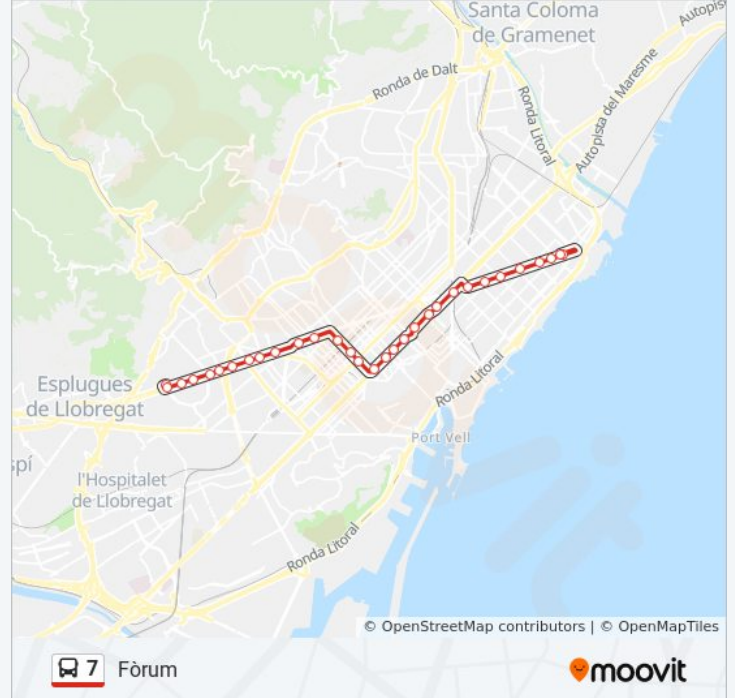 Santa Coloma
de Gramenet
Autopis
Ronda de Dalt
Ronda Litoral
Autopista del Maresme
Esplugues
de Llobregat
Ronda Litoral
Port Vell
pí
l'Hospitalet
de Llobregat
Ronda Litoral
© OpenStreetMap contributors | © OpenMapTiles
7 Fòrum
moovit